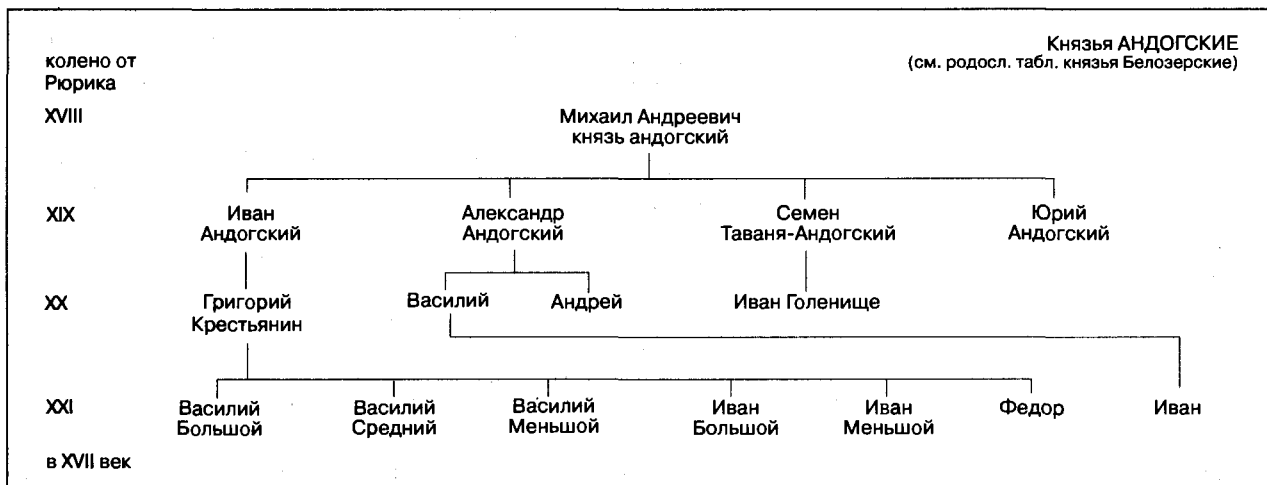 Князья АНДОГСКИЕ
(см. родосл. табл. князья Белозерские)
колено от
Рюрика
XVIII
Михаил Андреевич
князь андогский
XIX
Иван
Андогский
Александр
Андогский
Семен
Таваня-Андогский
Юрий
Андогский
XX
Григорий
Крестьянин
Василий
Андрей
Иван Голенище
XXI
Василий
Большой
Василий
Средний
Василий
Меньшой
Иван
Большой
Иван
Меньшой
Федор
Иван
в XVII век